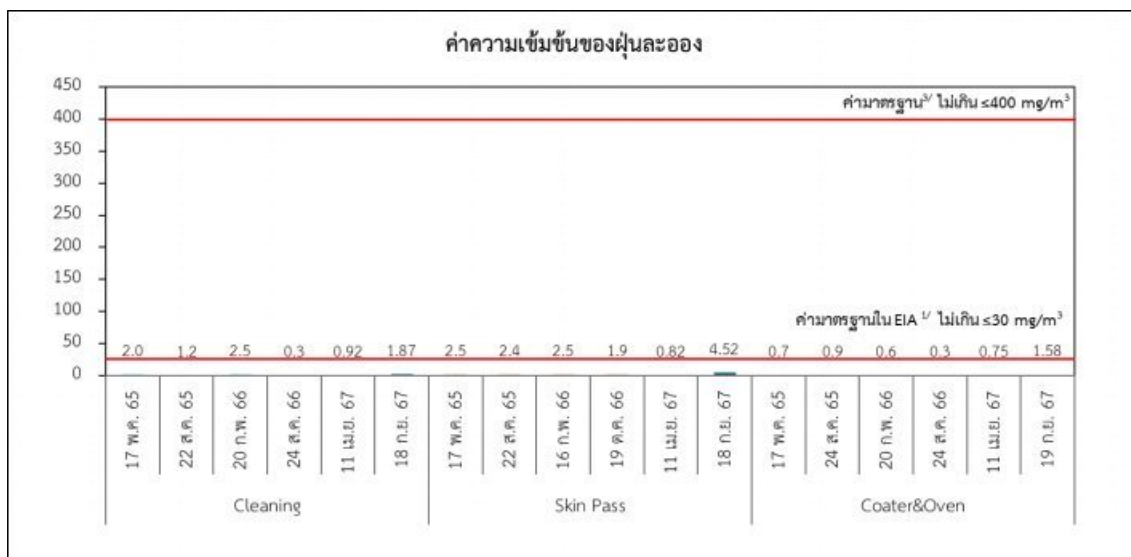 ค่าความเข้มข้นของฝุ่นละออง
450
ค่ามาตรฐาน3/ ไม่เกิน ≤400 mg/m3
400
350
300
250
200
150
100
ค่ามาตรฐานใน EIA 1/ ไม่เกิน ≤30 mg/m3
50
2.0 1.2 2.5 0.3 0.92 1.87 2.5 2.4 2.5 1.9 0.82 4.52 0.7 0.9 0.6 0.3 0.75 1.58
0
17 พ.ค. 65
22 ส.ค. 65
20 ก.พ. 66
24 ส.ค. 66
11 เม.ย. 67
18 ก.ย. 67
17 พ.ค. 65
22 ส.ค. 65
16 ก.พ. 66
19 ต.ค. 66
11 เม.ย. 67
18 ก.ย. 67
17 พ.ค. 65
24 ส.ค. 65
20 ก.พ. 66
24 ส.ค. 66
11 เม.ย. 67
19 ก.ย. 67
Cleaning Skin Pass Coater&Oven